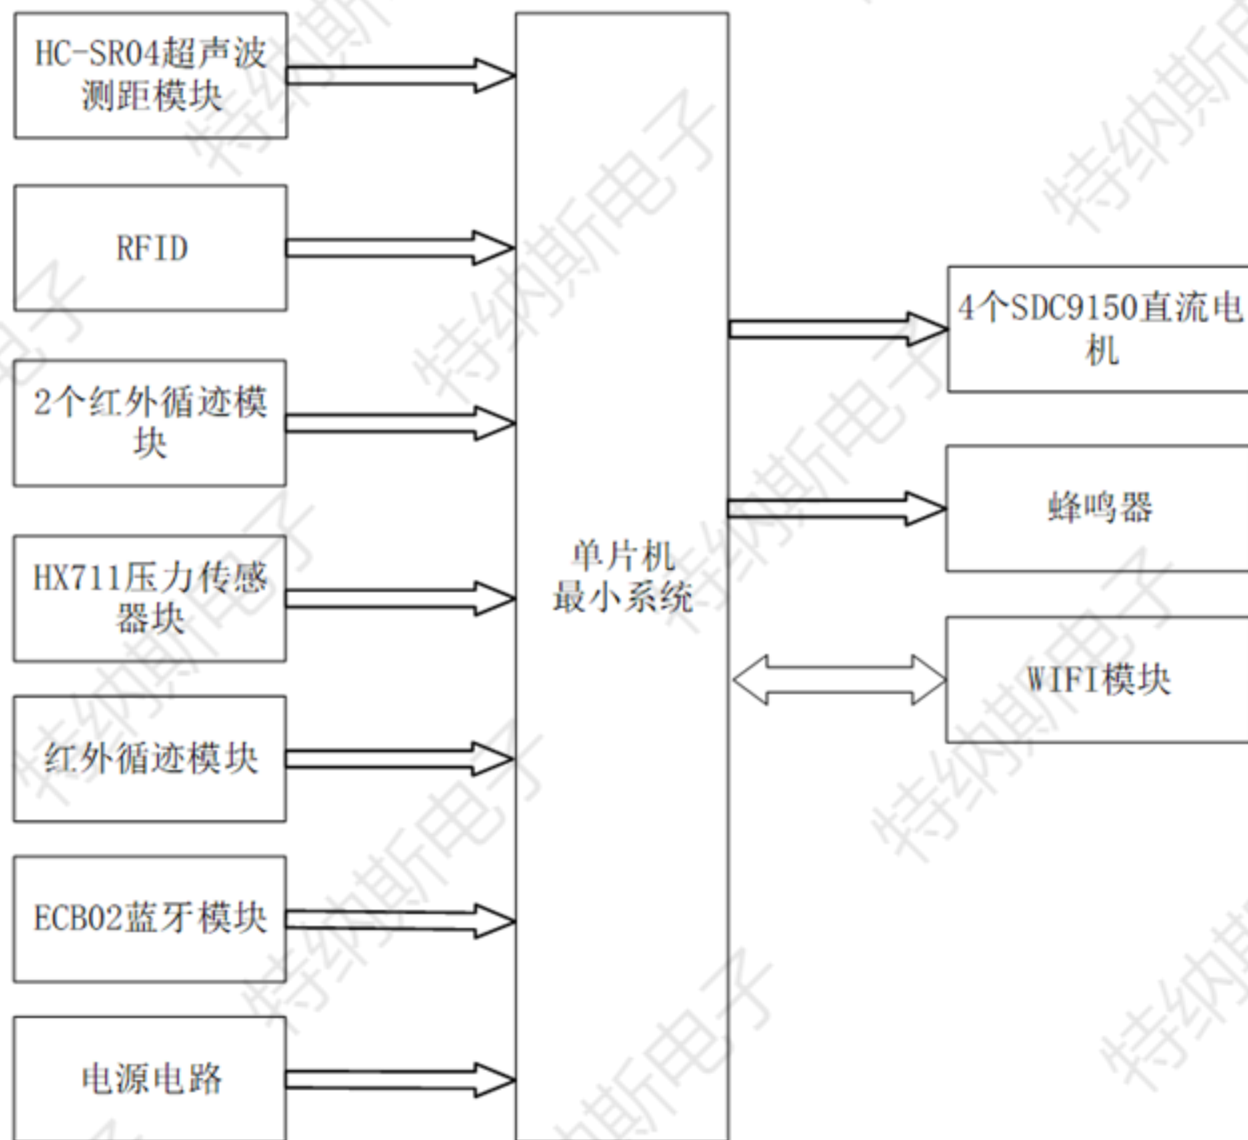 HC-SR04超声波
测距模块
RFID
2个红外循迹模
块
HX711压力传感
器块
红外循迹模块
ECB02蓝牙模块
电源电路
单片机
最小系统
4个SDC9150直流电
机
蜂鸣器
WIFI模块
特纳斯电子
特纳斯电子
特纳斯电子
特纳斯电子
特纳斯电子
特纳斯电子